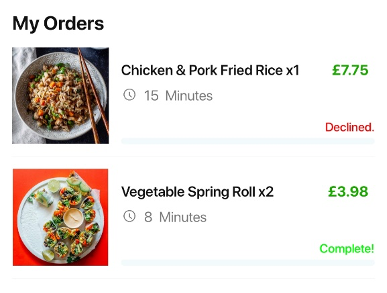 My Orders
Chicken & Pork Fried Rice x1
£7.75
15 Minutes
Declined.
Vegetable Spring Roll x2
£3.98
8 Minutes
Complete!